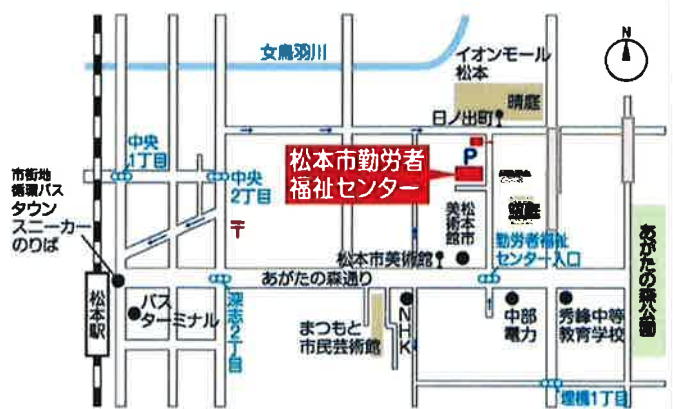 N
女鳥羽川
イオンモール
松本
晴庭
日ノ出町
中央
1丁目
松本市勤労者
福祉センター
P
市街地
循環バス
タウン
スニーカー
のりば
中央
2丁目
〒
松本市
美術館
松本市美術館
勤労者福祉
センター入口
あがたの森通り
あがたの森公園
松本駅
バス
ターミナル
深志2丁目
まつもと
市民芸術館
NHK
中部
電力
秀峰中等
教育学校
埋橋1丁目